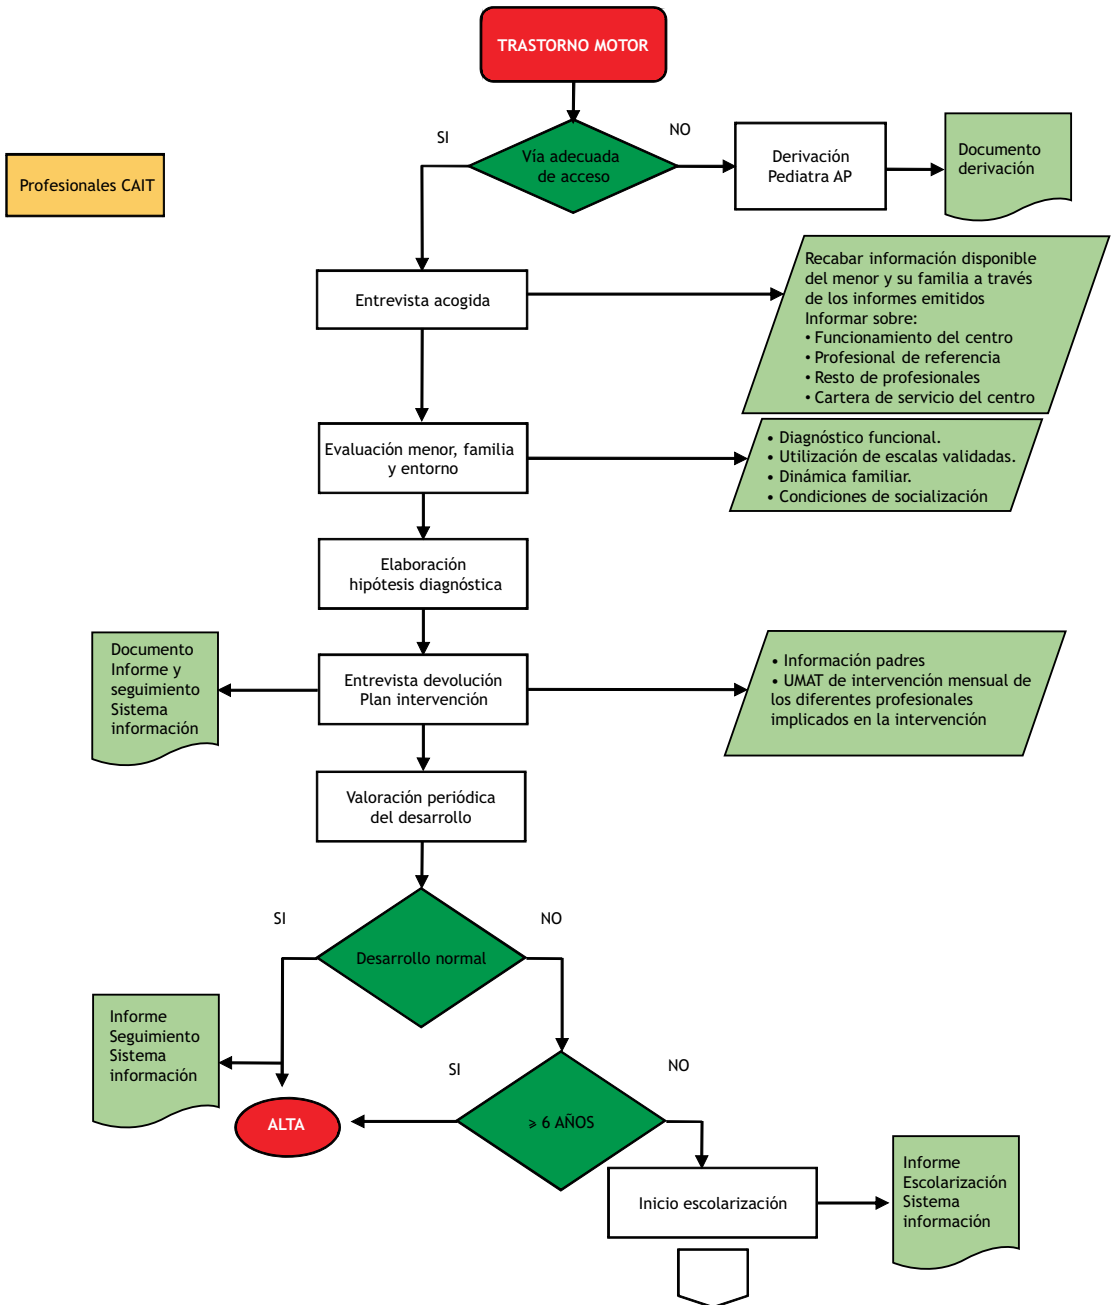 TRASTORNO MOTOR
SI
NO
Vía adecuada
de acceso
Derivación
Pediatra AP
Documento
derivación
Profesionales CAIT
Entrevista acogida
Recabar información disponible
del menor y su familia a través
de los informes emitidos
Informar sobre:
• Funcionamiento del centro
• Profesional de referencia
• Resto de profesionales
• Cartera de servicio del centro
Evaluación menor, familia
y entorno
• Diagnóstico funcional.
• Utilización de escalas validadas.
• Dinámica familiar.
• Condiciones de socialización
Elaboración
hipótesis diagnóstica
Documento
Informe y
seguimiento
Sistema
información
Entrevista devolución
Plan intervención
• Información padres
• UMAT de intervención mensual de
los diferentes profesionales
implicados en la intervención
Valoración periódica
del desarrollo
SI
NO
Desarrollo normal
Informe
Seguimiento
Sistema
información
SI
NO
ALTA
⩾ 6 AÑOS
Inicio escolarización
Informe
Escolarización
Sistema
información